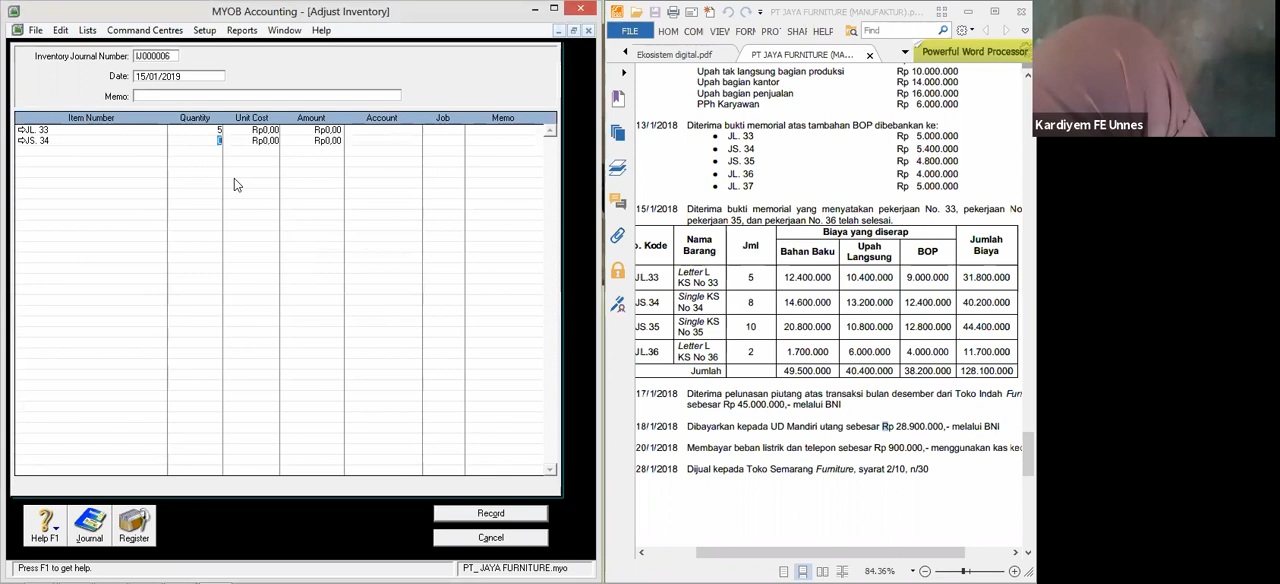 MYOB Accounting - [Adjust Inventory]
File Edit Lists Command Centres Setup Reports Window Help
Inventory Journal Number: IJ000006
Date: 15/01/2019
Memo:
Item Number Quantity Unit Cost Amount Account Job Memo
JL. 33 5 Rp0,00 Rp0,00
JS. 34 0 Rp0,00 Rp0,00
Help F1 Journal Register
Record
Cancel
Press F1 to get help. PT_ JAYA FURNITURE.myo
PT JAYA FURNITURE (MANUFAKTUR).p...
FILE HOM COM VIEV FORM PRO' SHAR HELP Find
Ekosistem digital.pdf PT JAYA FURNITURE (MA... Powerful Word Processor
Upah tak langsung bagian produksi Rp 10.000.000
Upah bagian kantor Rp 14.000.000
Upah bagian penjualan Rp 16.000.000
PPh Karyawan Rp 6.000.000
13/1/2018 Diterima bukti memorial atas tambahan BOP dibebankan ke:
• JL. 33 Rp 5.000.000
• JS. 34 Rp 5.400.000
• JS. 35 Rp 4.800.000
• JL. 36 Rp 4.000.000
• JL. 37 Rp 5.000.000
15/1/2018 Diterima bukti memorial yang menyatakan pekerjaan No. 33, pekerjaan No
pekerjaan 35, dan pekerjaan No. 36 telah selesai.
o. Kode Nama Barang Jml Biaya yang diserap Jumlah Biaya
Bahan Baku Upah Langsung BOP
JL.33 Letter L KS No 33 5 12.400.000 10.400.000 9.000.000 31.800.000
JS.34 Single KS No 34 8 14.600.000 13.200.000 12.400.000 40.200.000
JS.35 Single KS No 35 10 20.800.000 10.800.000 12.800.000 44.400.000
JL.36 Letter L KS No 36 2 1.700.000 6.000.000 4.000.000 11.700.000
Jumlah 49.500.000 40.400.000 38.200.000 128.100.000
17/1/2018 Diterima pelunasan piutang atas transaksi bulan desember dari Toko Indah Furn
sebesar Rp 45.000.000,- melalui BNI
18/1/2018 Dibayarkan kepada UD Mandiri utang sebesar Rp 28.900.000,- melalui BNI
20/1/2018 Membayar beban listrik dan telepon sebesar Rp 900.000,- menggunakan kas kec
28/1/2018 Dijual kepada Toko Semarang Furniture, syarat 2/10, n/30
84.36%
Kardiyem FE Unnes